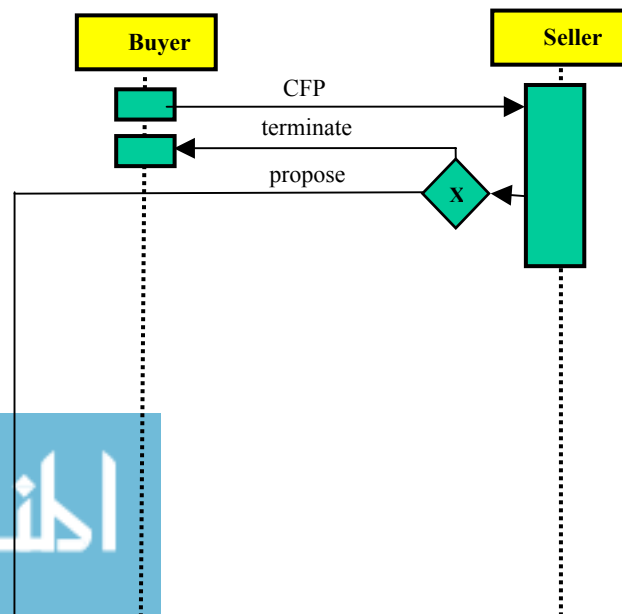 Buyer
Seller
CFP
terminate
propose
X